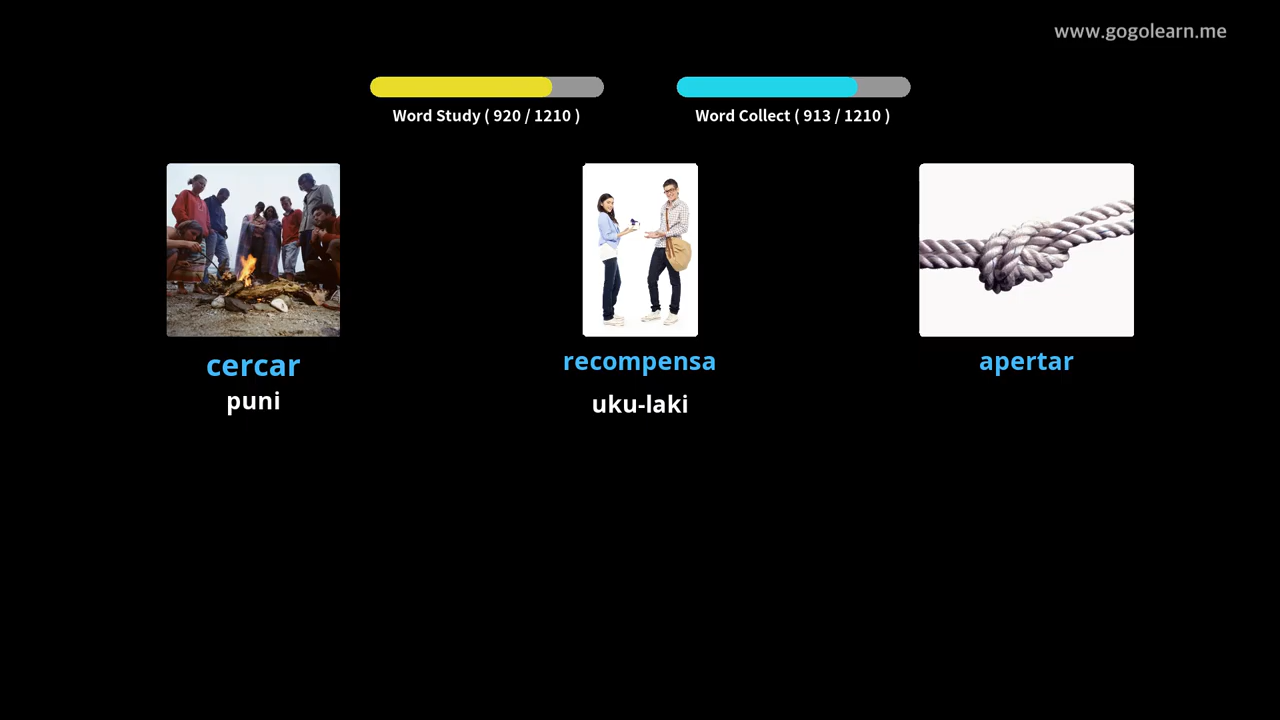 www.gogolearn.me
Word Study ( 920 / 1210 )
Word Collect ( 913 / 1210 )
cercar
puni
recompensa
uku-laki
apertar